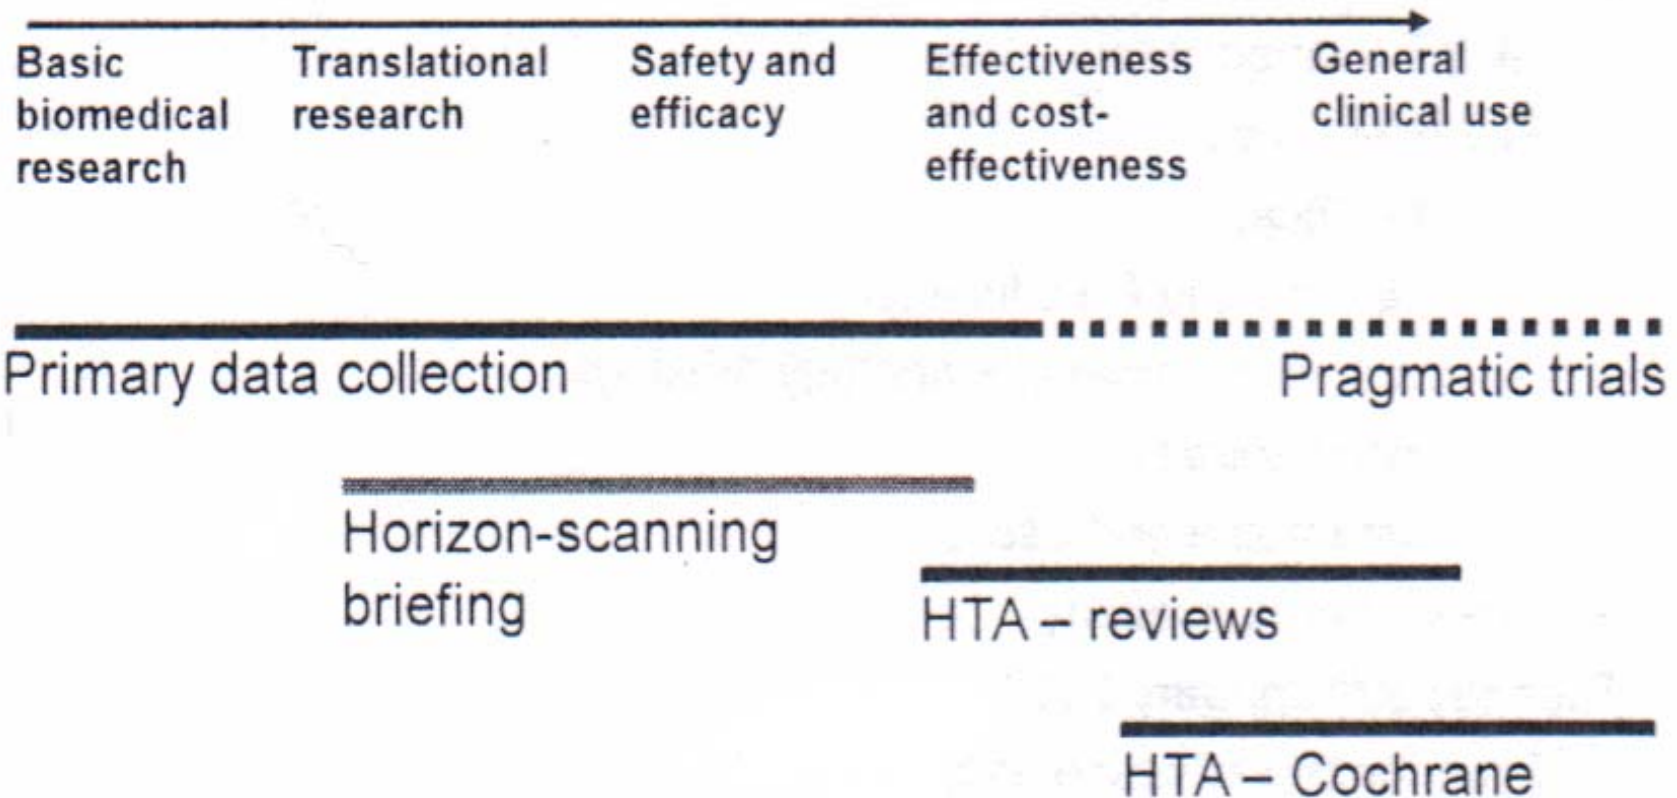 Basic
biomedical
research
Translational
research
Safety and
efficacy
Effectiveness
and cost-
effectiveness
General
clinical use
Primary data collection
Pragmatic trials
Horizon-scanning
briefing
HTA – reviews
HTA – Cochrane